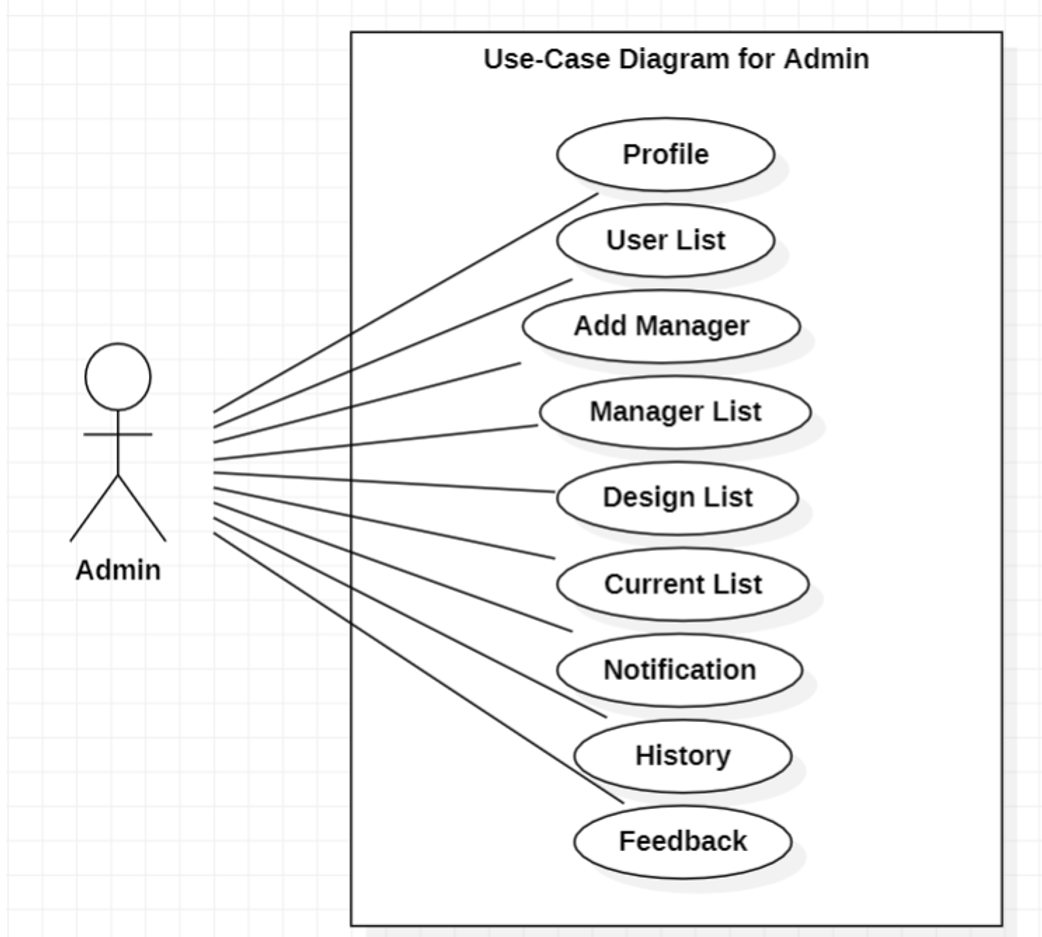 Use-Case Diagram for Admin
Profile
User List
Add Manager
Manager List
Design List
Current List
Notification
History
Feedback
Admin